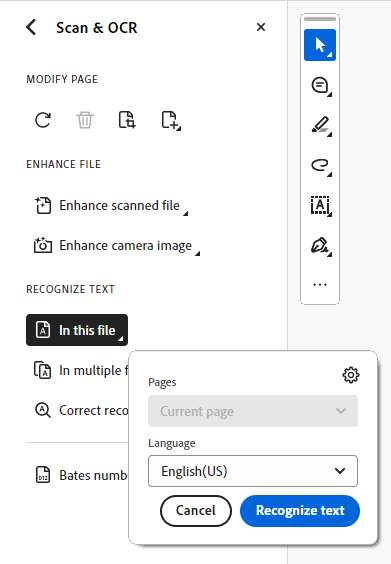 Scan & OCR
MODIFY PAGE
ENHANCE FILE
Enhance scanned file
Enhance camera image
RECOGNIZE TEXT
In this file
In multiple f
Correct reco
Bates numb
Pages
Current page
Language
English(US)
Cancel
Recognize text